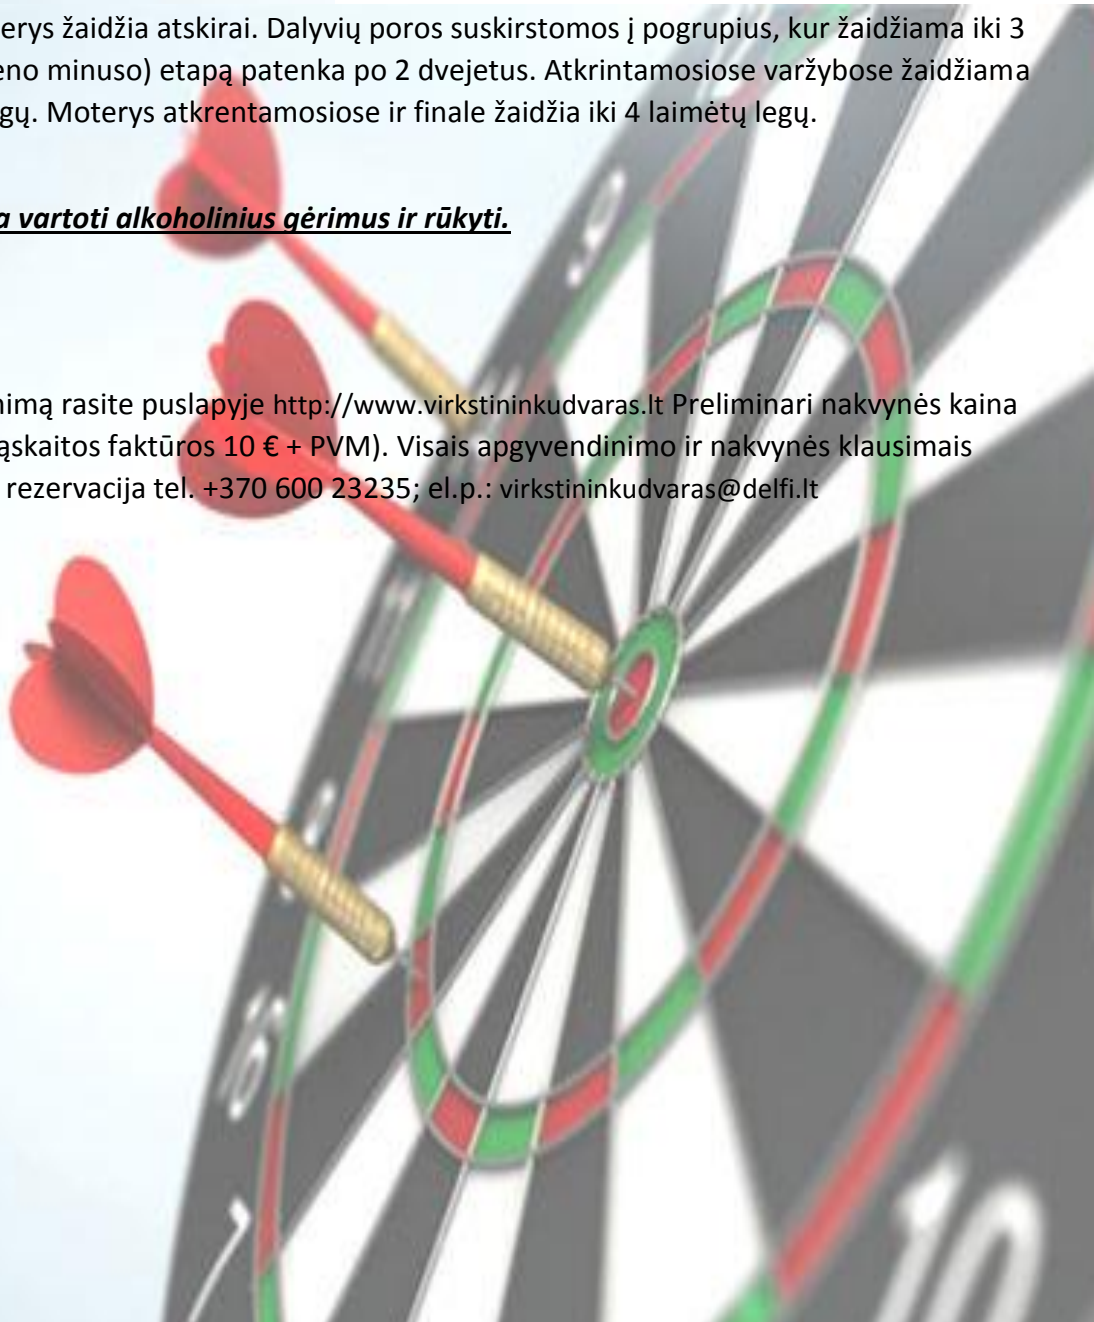 erys žaidžia atskirai. Dalyvių poros suskirstomos į pogrupius, kur žaidžiama iki 3
eno minuso) etapą patenka po 2 dvejetus. Atkrintamosiose varžybose žaidžiama
gų. Moterys atkrentamosiose ir finale žaidžia iki 4 laimėtų legų.
a vartoti alkoholinius gėrimus ir rūkyti.
nimą rasite puslapyje http://www.virkstininkudvaras.lt Preliminari nakvynės kaina
ąskaitos faktūros 10 € + PVM). Visais apgyvendinimo ir nakvynės klausimais
rezervacija tel. +370 600 23235; el.p.: virkstininkudvaras@delfi.lt
16
7
10